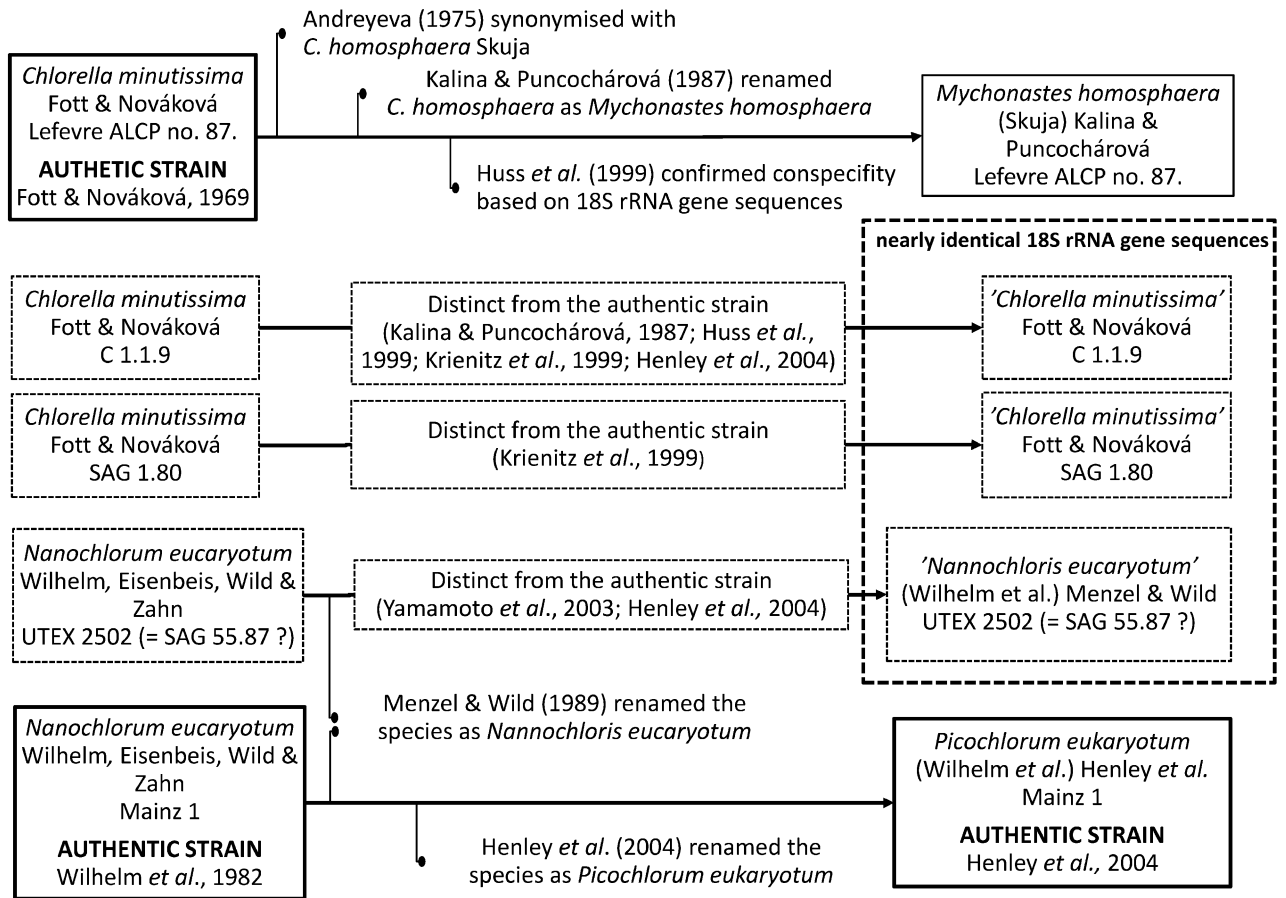 Andreyeva (1975) synonymised with
C. homosphaera Skuja
Chlorella minutissima
Fott & Nováková
Lefevre ALCP no. 87.
AUTHETIC STRAIN
Fott & Nováková, 1969
Kalina & Puncochárová (1987) renamed
C. homosphaera as Mychonastes homosphaera
Huss et al. (1999) confirmed conspecifity
based on 18S rRNA gene sequences
Mychonastes homosphaera
(Skuja) Kalina &
Puncochárová
Lefevre ALCP no. 87.
nearly identical 18S rRNA gene sequences
Chlorella minutissima
Fott & Nováková
C 1.1.9
Distinct from the authentic strain
(Kalina & Puncochárová, 1987; Huss et al.,
1999; Krienitz et al., 1999; Henley et al., 2004)
’Chlorella minutissima’
Fott & Nováková
C 1.1.9
Chlorella minutissima
Fott & Nováková
SAG 1.80
Distinct from the authentic strain
(Krienitz et al., 1999)
’Chlorella minutissima’
Fott & Nováková
SAG 1.80
Nanochlorum eucaryotum
Wilhelm, Eisenbeis, Wild &
Zahn
UTEX 2502 (= SAG 55.87 ?)
Distinct from the authentic strain
(Yamamoto et al., 2003; Henley et al., 2004)
’Nannochloris eucaryotum’
(Wilhelm et al.) Menzel & Wild
UTEX 2502 (= SAG 55.87 ?)
Menzel & Wild (1989) renamed the
species as Nannochloris eucaryotum
Nanochlorum eucaryotum
Wilhelm, Eisenbeis, Wild &
Zahn
Mainz 1
AUTHENTIC STRAIN
Wilhelm et al., 1982
Henley et al. (2004) renamed the
species as Picochlorum eukaryotum
Picochlorum eukaryotum
(Wilhelm et al.) Henley et al.
Mainz 1
AUTHENTIC STRAIN
Henley et al., 2004